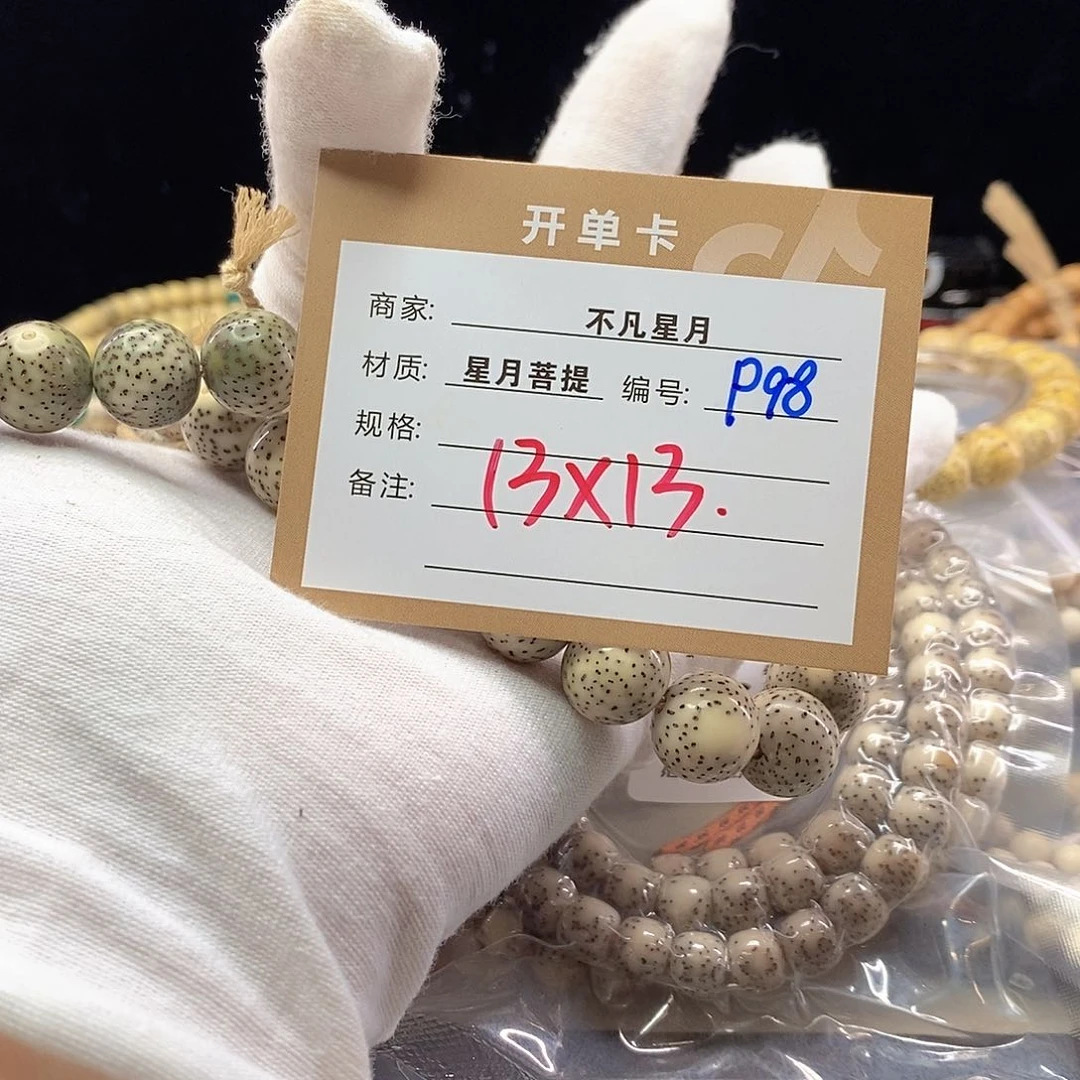 开单卡
商家: 不凡星月
材质: 星月菩提 编号: P98
规格:
备注: 13X13.